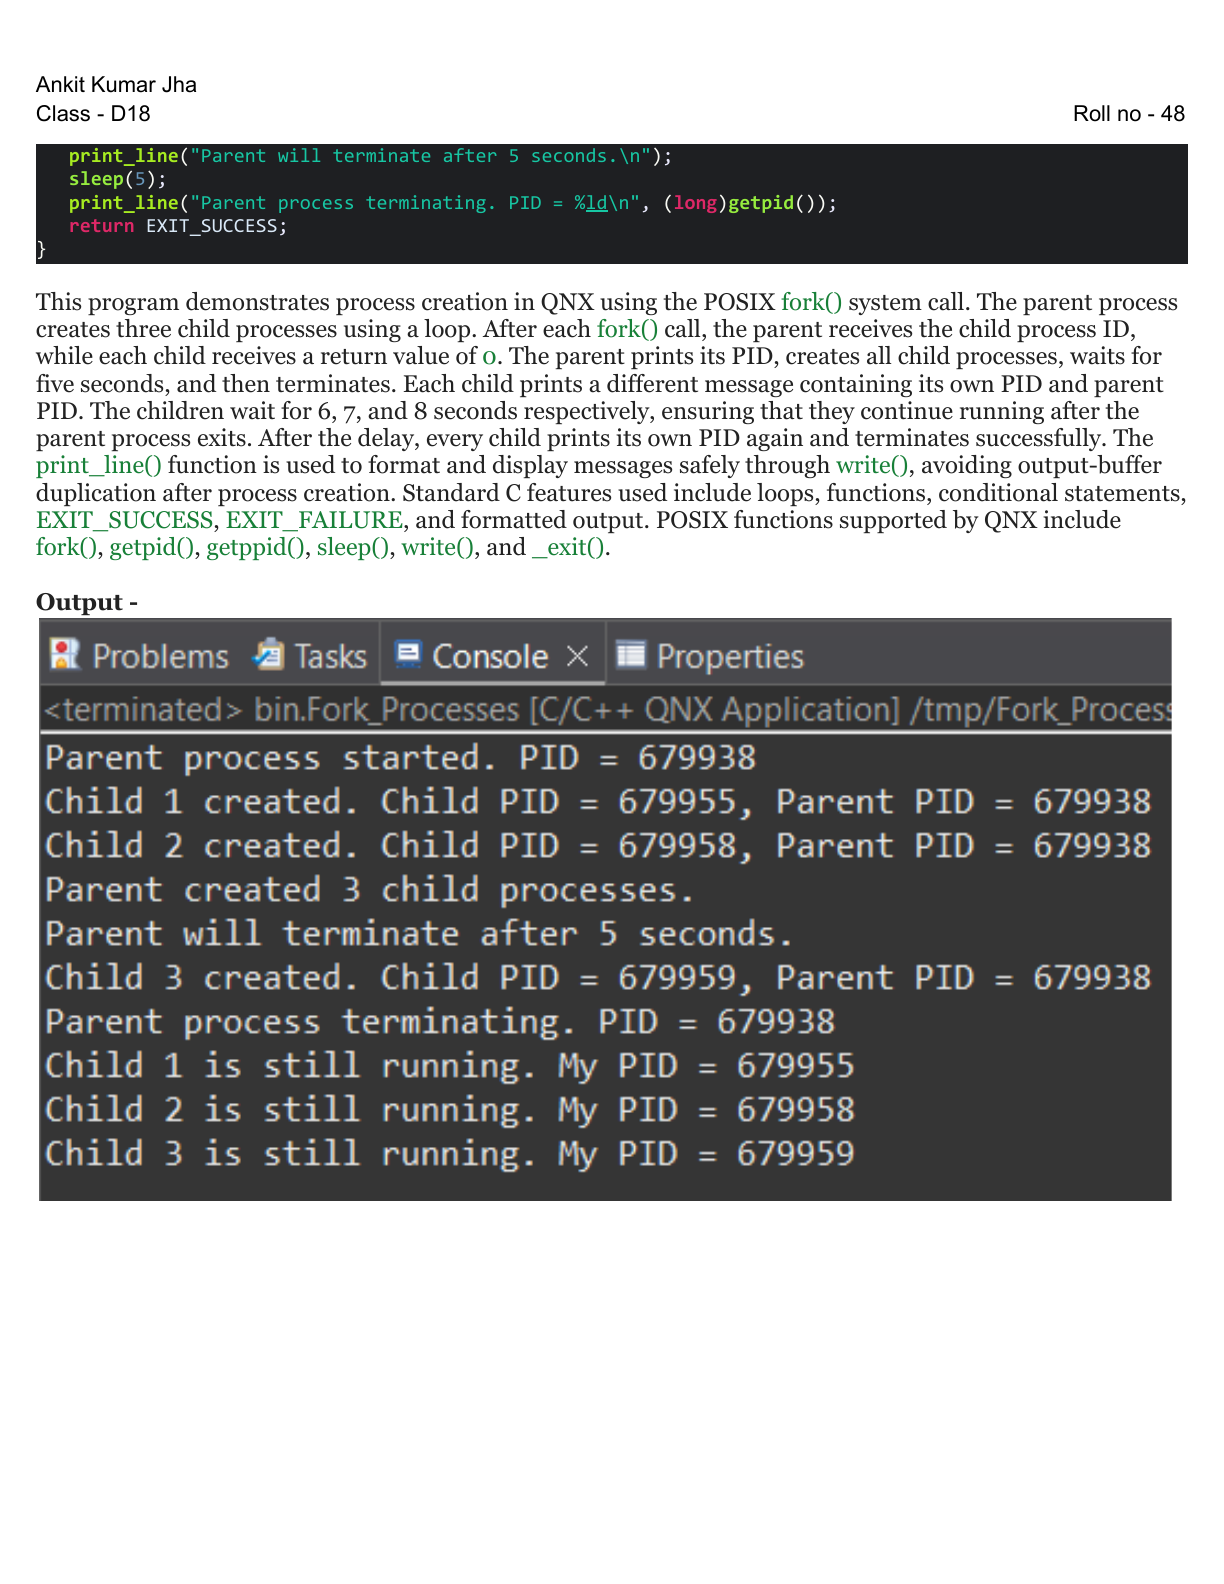 Ankit Kumar Jha
Class - D18
Roll no - 48
print_line("Parent will terminate after 5 seconds.\n");
sleep(5);
print_line("Parent process terminating. PID = %ld\n", (long)getpid());
return EXIT_SUCCESS;
}
This program demonstrates process creation in QNX using the POSIX fork() system call. The parent process
creates three child processes using a loop. After each fork() call, the parent receives the child process ID,
while each child receives a return value of 0. The parent prints its PID, creates all child processes, waits for
five seconds, and then terminates. Each child prints a different message containing its own PID and parent
PID. The children wait for 6, 7, and 8 seconds respectively, ensuring that they continue running after the
parent process exits. After the delay, every child prints its own PID again and terminates successfully. The
print_line() function is used to format and display messages safely through write(), avoiding output-buffer
duplication after process creation. Standard C features used include loops, functions, conditional statements,
EXIT_SUCCESS, EXIT_FAILURE, and formatted output. POSIX functions supported by QNX include
fork(), getpid(), getppid(), sleep(), write(), and _exit().
Output -
Problems Tasks Console Properties
<terminated> bin.Fork_Processes [C/C++ QNX Application] /tmp/Fork_Process
Parent process started. PID = 679938
Child 1 created. Child PID = 679955, Parent PID = 679938
Child 2 created. Child PID = 679958, Parent PID = 679938
Parent created 3 child processes.
Parent will terminate after 5 seconds.
Child 3 created. Child PID = 679959, Parent PID = 679938
Parent process terminating. PID = 679938
Child 1 is still running. My PID = 679955
Child 2 is still running. My PID = 679958
Child 3 is still running. My PID = 679959